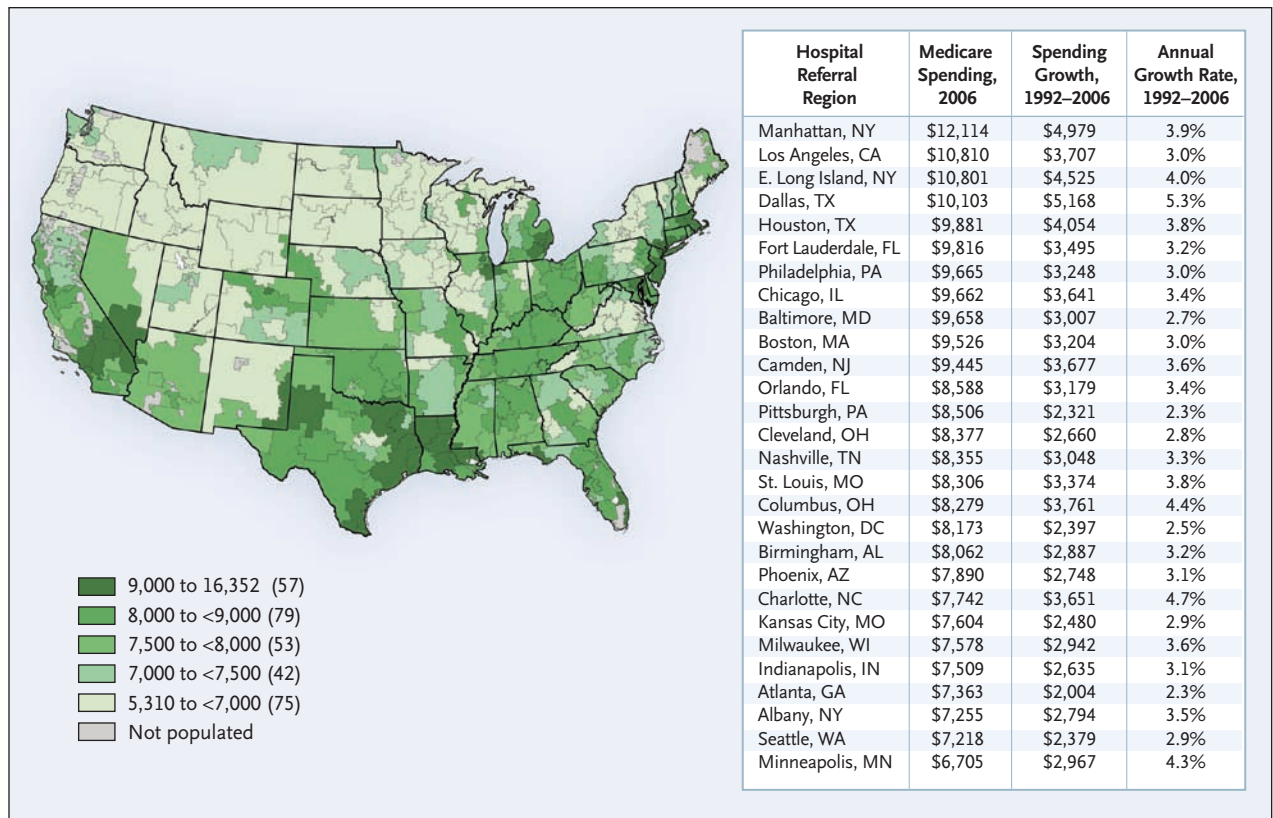 Hospital Referral Region Medicare Spending, 2006 Spending Growth, 1992–2006 Annual Growth Rate, 1992–2006
Manhattan, NY $12,114 $4,979 3.9%
Los Angeles, CA $10,810 $3,707 3.0%
E. Long Island, NY $10,801 $4,525 4.0%
Dallas, TX $10,103 $5,168 5.3%
Houston, TX $9,881 $4,054 3.8%
Fort Lauderdale, FL $9,816 $3,495 3.2%
Philadelphia, PA $9,665 $3,248 3.0%
Chicago, IL $9,662 $3,641 3.4%
Baltimore, MD $9,658 $3,007 2.7%
Boston, MA $9,526 $3,204 3.0%
Camden, NJ $9,445 $3,677 3.6%
Orlando, FL $8,588 $3,179 3.4%
Pittsburgh, PA $8,506 $2,321 2.3%
Cleveland, OH $8,377 $2,660 2.8%
Nashville, TN $8,355 $3,048 3.3%
St. Louis, MO $8,306 $3,374 3.8%
Columbus, OH $8,279 $3,761 4.4%
Washington, DC $8,173 $2,397 2.5%
Birmingham, AL $8,062 $2,887 3.2%
Phoenix, AZ $7,890 $2,748 3.1%
Charlotte, NC $7,742 $3,651 4.7%
Kansas City, MO $7,604 $2,480 2.9%
Milwaukee, WI $7,578 $2,942 3.6%
Indianapolis, IN $7,509 $2,635 3.1%
Atlanta, GA $7,363 $2,004 2.3%
Albany, NY $7,255 $2,794 3.5%
Seattle, WA $7,218 $2,379 2.9%
Minneapolis, MN $6,705 $2,967 4.3%
9,000 to 16,352 (57)
8,000 to <9,000 (79)
7,500 to <8,000 (53)
7,000 to <7,500 (42)
5,310 to <7,000 (75)
Not populated